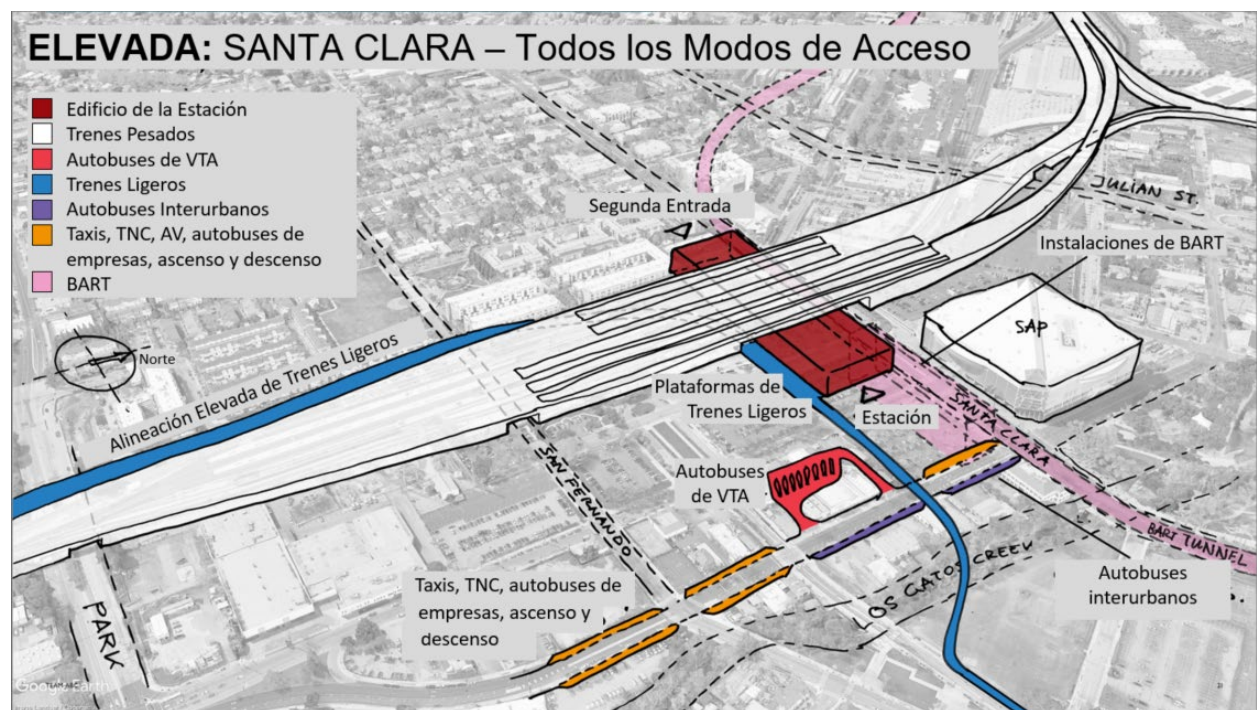 ELEVADA: SANTA CLARA – Todos los Modos de Acceso
Edificio de la Estación
Trenes Pesados
Autobuses de VTA
Trenes Ligeros
Autobuses Interurbanos
Taxis, TNC, AV, autobuses de
empresas, ascenso y descenso
BART
Segunda Entrada
JULIAN ST.
Instalaciones de BART
SAP
Norte
Alineación Elevada de Trenes Ligeros
Plataformas de
Trenes Ligeros
Estación
SANTA CLARA
Autobuses
de VTA
SAN FERNANDO
BART TUNNEL
LOS GATOS CREEK
Autobuses
interurbanos
Taxis, TNC, autobuses de
empresas, ascenso y
descenso
PARK
Google Earth